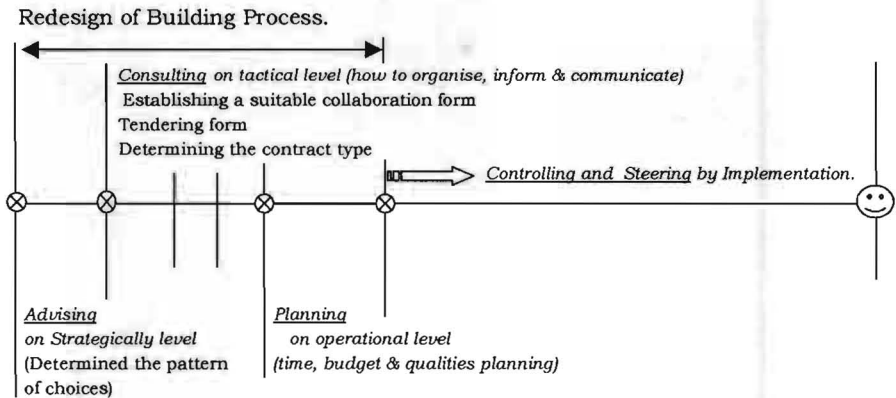 Redesign of Building Process.
Consulting on tactical level (how to organise, inform & communicate)
Establishing a suitable collaboration form
Tendering form
Determining the contract type
Controlling and Steering by Implementation.
Advising
on Strategically level
(Determined the pattern
of choices)
Planning
on operational level
(time, budget & qualities planning)